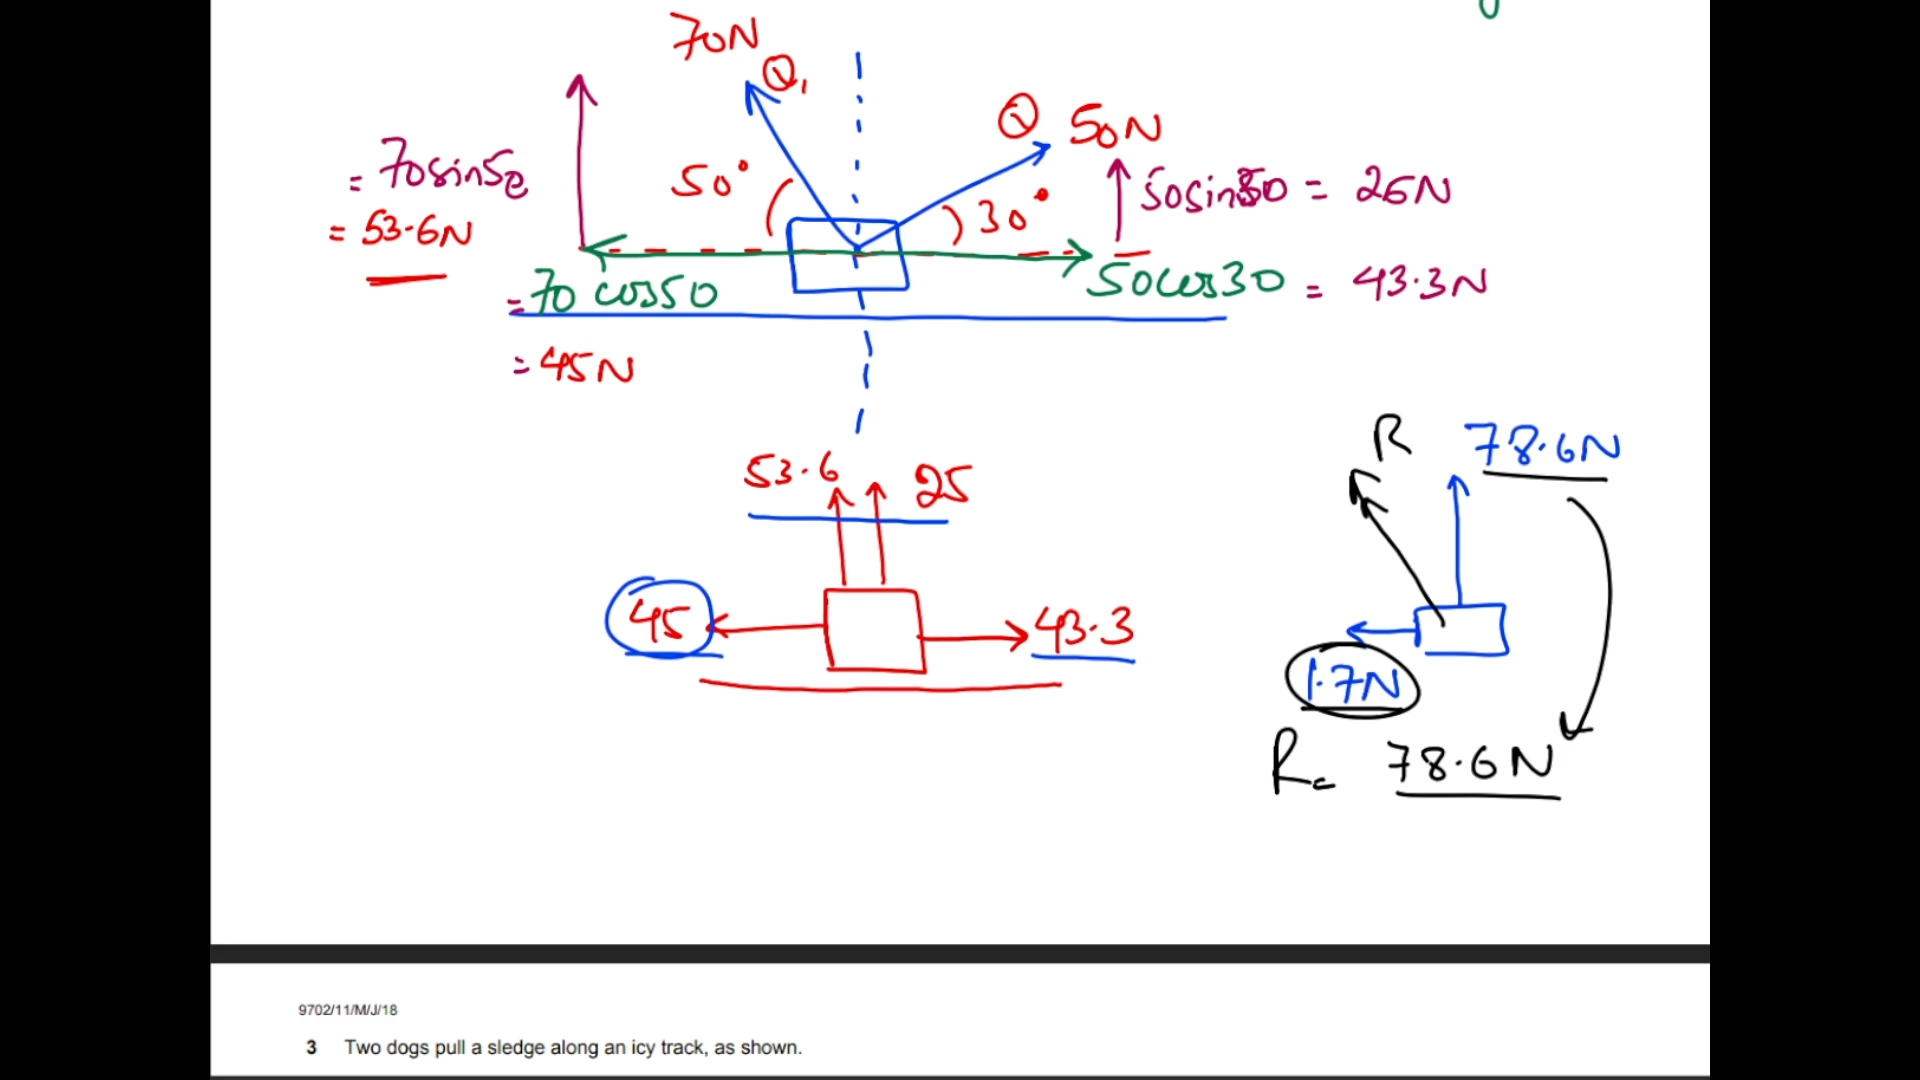 70N
Q1
Q 50N
= 70sin50
50°
30°
50sin30 = 25N
= 53.6N
= 70 cos50
50cos30 = 43.3N
= 45N
R 78.6N
53.6 25
45
43.3
1.7N
R= 78.6N
9702/11/M/J/18
3 Two dogs pull a sledge along an icy track, as shown.